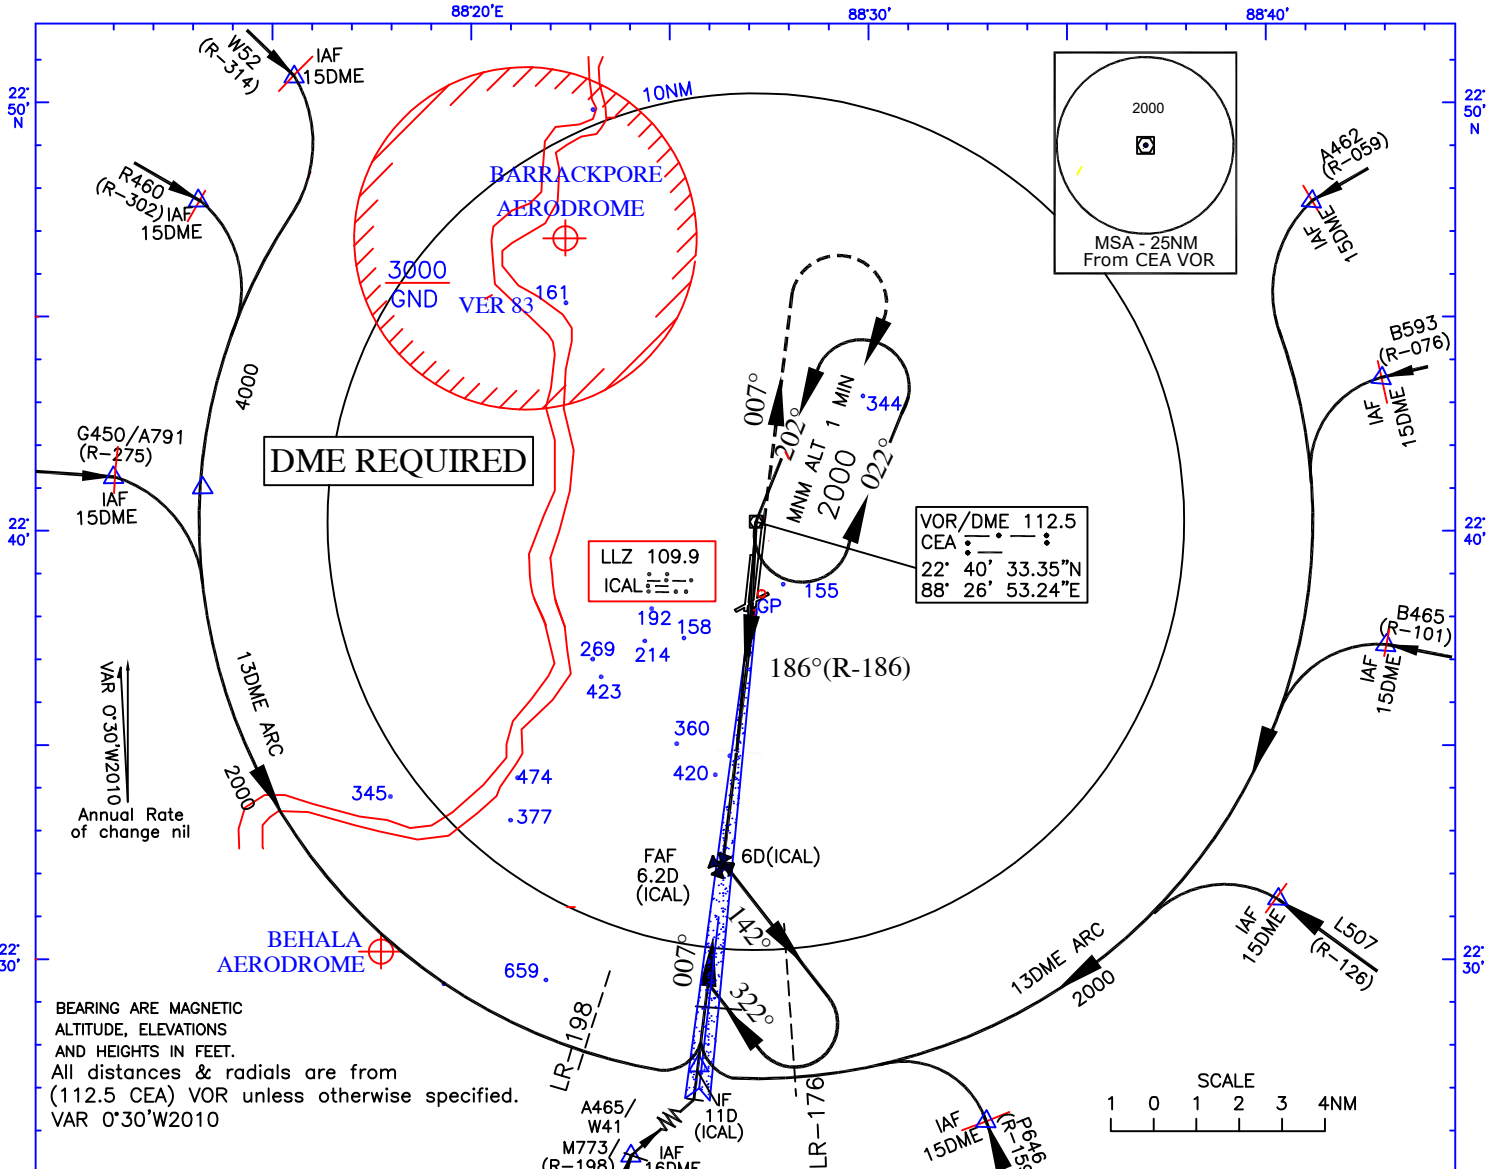 88°20'E
88°30'
88°40'
22°
50'
N
22°
50'
N
W52
(R-314)
IAF
15DME
10NM
2000
MSA - 25NM
From CEA VOR
A462
(R-059)
IAF
15DME
R460
(R-302)
IAF
15DME
BARRACKPORE
AERODROME
3000
GND
VER 83
161
B593
(R-076)
IAF
15DME
4000
007°
202°
MNM ALT 1 MIN
2000
022°
344
G450/A791
(R-275)
IAF
15DME
DME REQUIRED
22°
40'
22°
40'
VOR/DME 112.5
CEA
22° 40' 33.35"N
88° 26' 53.24"E
LLZ 109.9
ICAL
GP
155
192
158
214
269
423
186°(R-186)
B465
(R-101)
IAF
15DME
VAR 0°30'W2010
Annual Rate
of change nil
13DME ARC
2000
360
420
474
345
377
FAF
6.2D
(ICAL)
6D(ICAL)
142°
322°
007°
L507
(R-126)
IAF
15DME
13DME ARC
2000
BEHALA
AERODROME
659
22°
30'
22°
30'
BEARING ARE MAGNETIC
ALTITUDE, ELEVATIONS
AND HEIGHTS IN FEET.
All distances & radials are from
(112.5 CEA) VOR unless otherwise specified.
VAR 0°30'W2010
LR-198
LR-176
A465/
W41
M773/
(R-198)
IAF
16DME
11D
(ICAL)
IAF
15DME
P646
SCALE
1 0 1 2 3 4NM